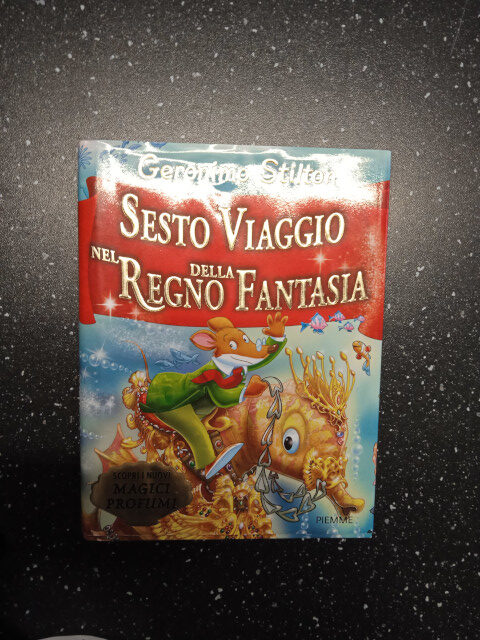 Geronimo Stilton
SESTO VIAGGIO
NEL REGNO DELLA FANTASIA
SCOPRI I NUOVI
MAGICI
PROFUMI
PIEMME